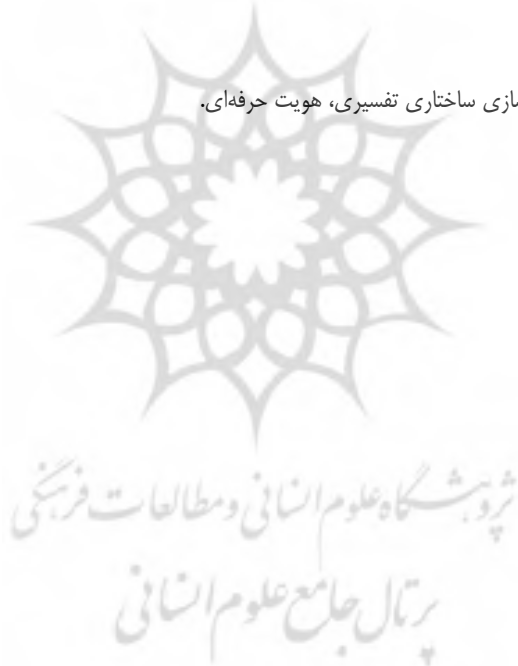 سازی ساختاری تفسیری، هویت حرفه‌ای.
پژوهشگاه علوم انسانی و مطالعات فرهنگی
پرتال جامع علوم انسانی